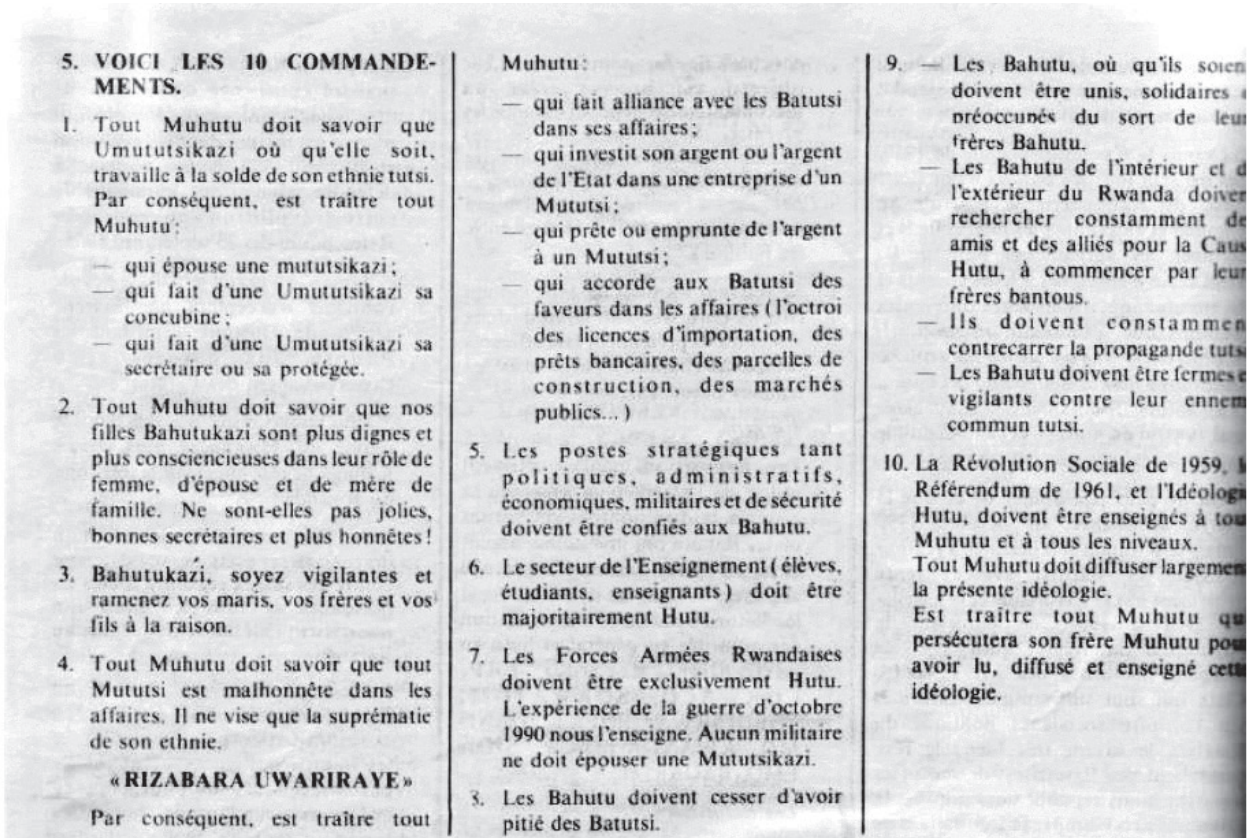 5. VOICI LES 10 COMMANDE-
MENTS.
1. Tout Muhutu doit savoir que
Umututsikazi où qu'elle soit,
travaille à la solde de son ethnie tutsi.
Par conséquent, est traître tout
Muhutu:
— qui épouse une mututsikazi;
— qui fait d'une Umututsikazi sa
concubine;
— qui fait d'une Umututsikazi sa
secrétaire ou sa protégée.
2. Tout Muhutu doit savoir que nos
filles Bahutukazi sont plus dignes et
plus consciencieuses dans leur rôle de
femme, d'épouse et de mère de
famille. Ne sont-elles pas jolies,
bonnes secrétaires et plus honnêtes!
3. Bahutukazi, soyez vigilantes et
ramenez vos maris, vos frères et vos
fils à la raison.
4. Tout Muhutu doit savoir que tout
Mututsi est malhonnête dans les
affaires. Il ne vise que la suprématie
de son ethnie.
«RIZABARA UWARIRAYE»
Par conséquent, est traître tout
Muhutu:
— qui fait alliance avec les Batutsi
dans ses affaires;
— qui investit son argent ou l'argent
de l'Etat dans une entreprise d'un
Mututsi;
— qui prête ou emprunte de l'argent
à un Mututsi;
— qui accorde aux Batutsi des
faveurs dans les affaires (l'octroi
des licences d'importation, des
prêts bancaires, des parcelles de
construction, des marchés
publics...)
5. Les postes stratégiques tant
politiques, administratifs,
économiques, militaires et de sécurité
doivent être confiés aux Bahutu.
6. Le secteur de l'Enseignement (élèves,
étudiants, enseignants) doit être
majoritairement Hutu.
7. Les Forces Armées Rwandaises
doivent être exclusivement Hutu.
L'expérience de la guerre d'octobre
1990 nous l'enseigne. Aucun militaire
ne doit épouser une Mututsikazi.
8. Les Bahutu doivent cesser d'avoir
pitié des Batutsi.
9. — Les Bahutu, où qu'ils soien
doivent être unis, solidaires
préoccupés du sort de leur
frères Bahutu.
— Les Bahutu de l'intérieur et d
l'extérieur du Rwanda doiven
rechercher constamment de
amis et des alliés pour la Caus
Hutu, à commencer par leur
frères bantous.
— Ils doivent constammen
contrecarrer la propagande tuts
— Les Bahutu doivent être fermes e
vigilants contre leur ennem
commun tutsi.
10. La Révolution Sociale de 1959, l
Référendum de 1961, et l'Idéologi
Hutu, doivent être enseignés à tou
Muhutu et à tous les niveaux.
Tout Muhutu doit diffuser largemen
la présente idéologie.
Est traître tout Muhutu qu
persécutera son frère Muhutu pou
avoir lu, diffusé et enseigné cett
idéologie.